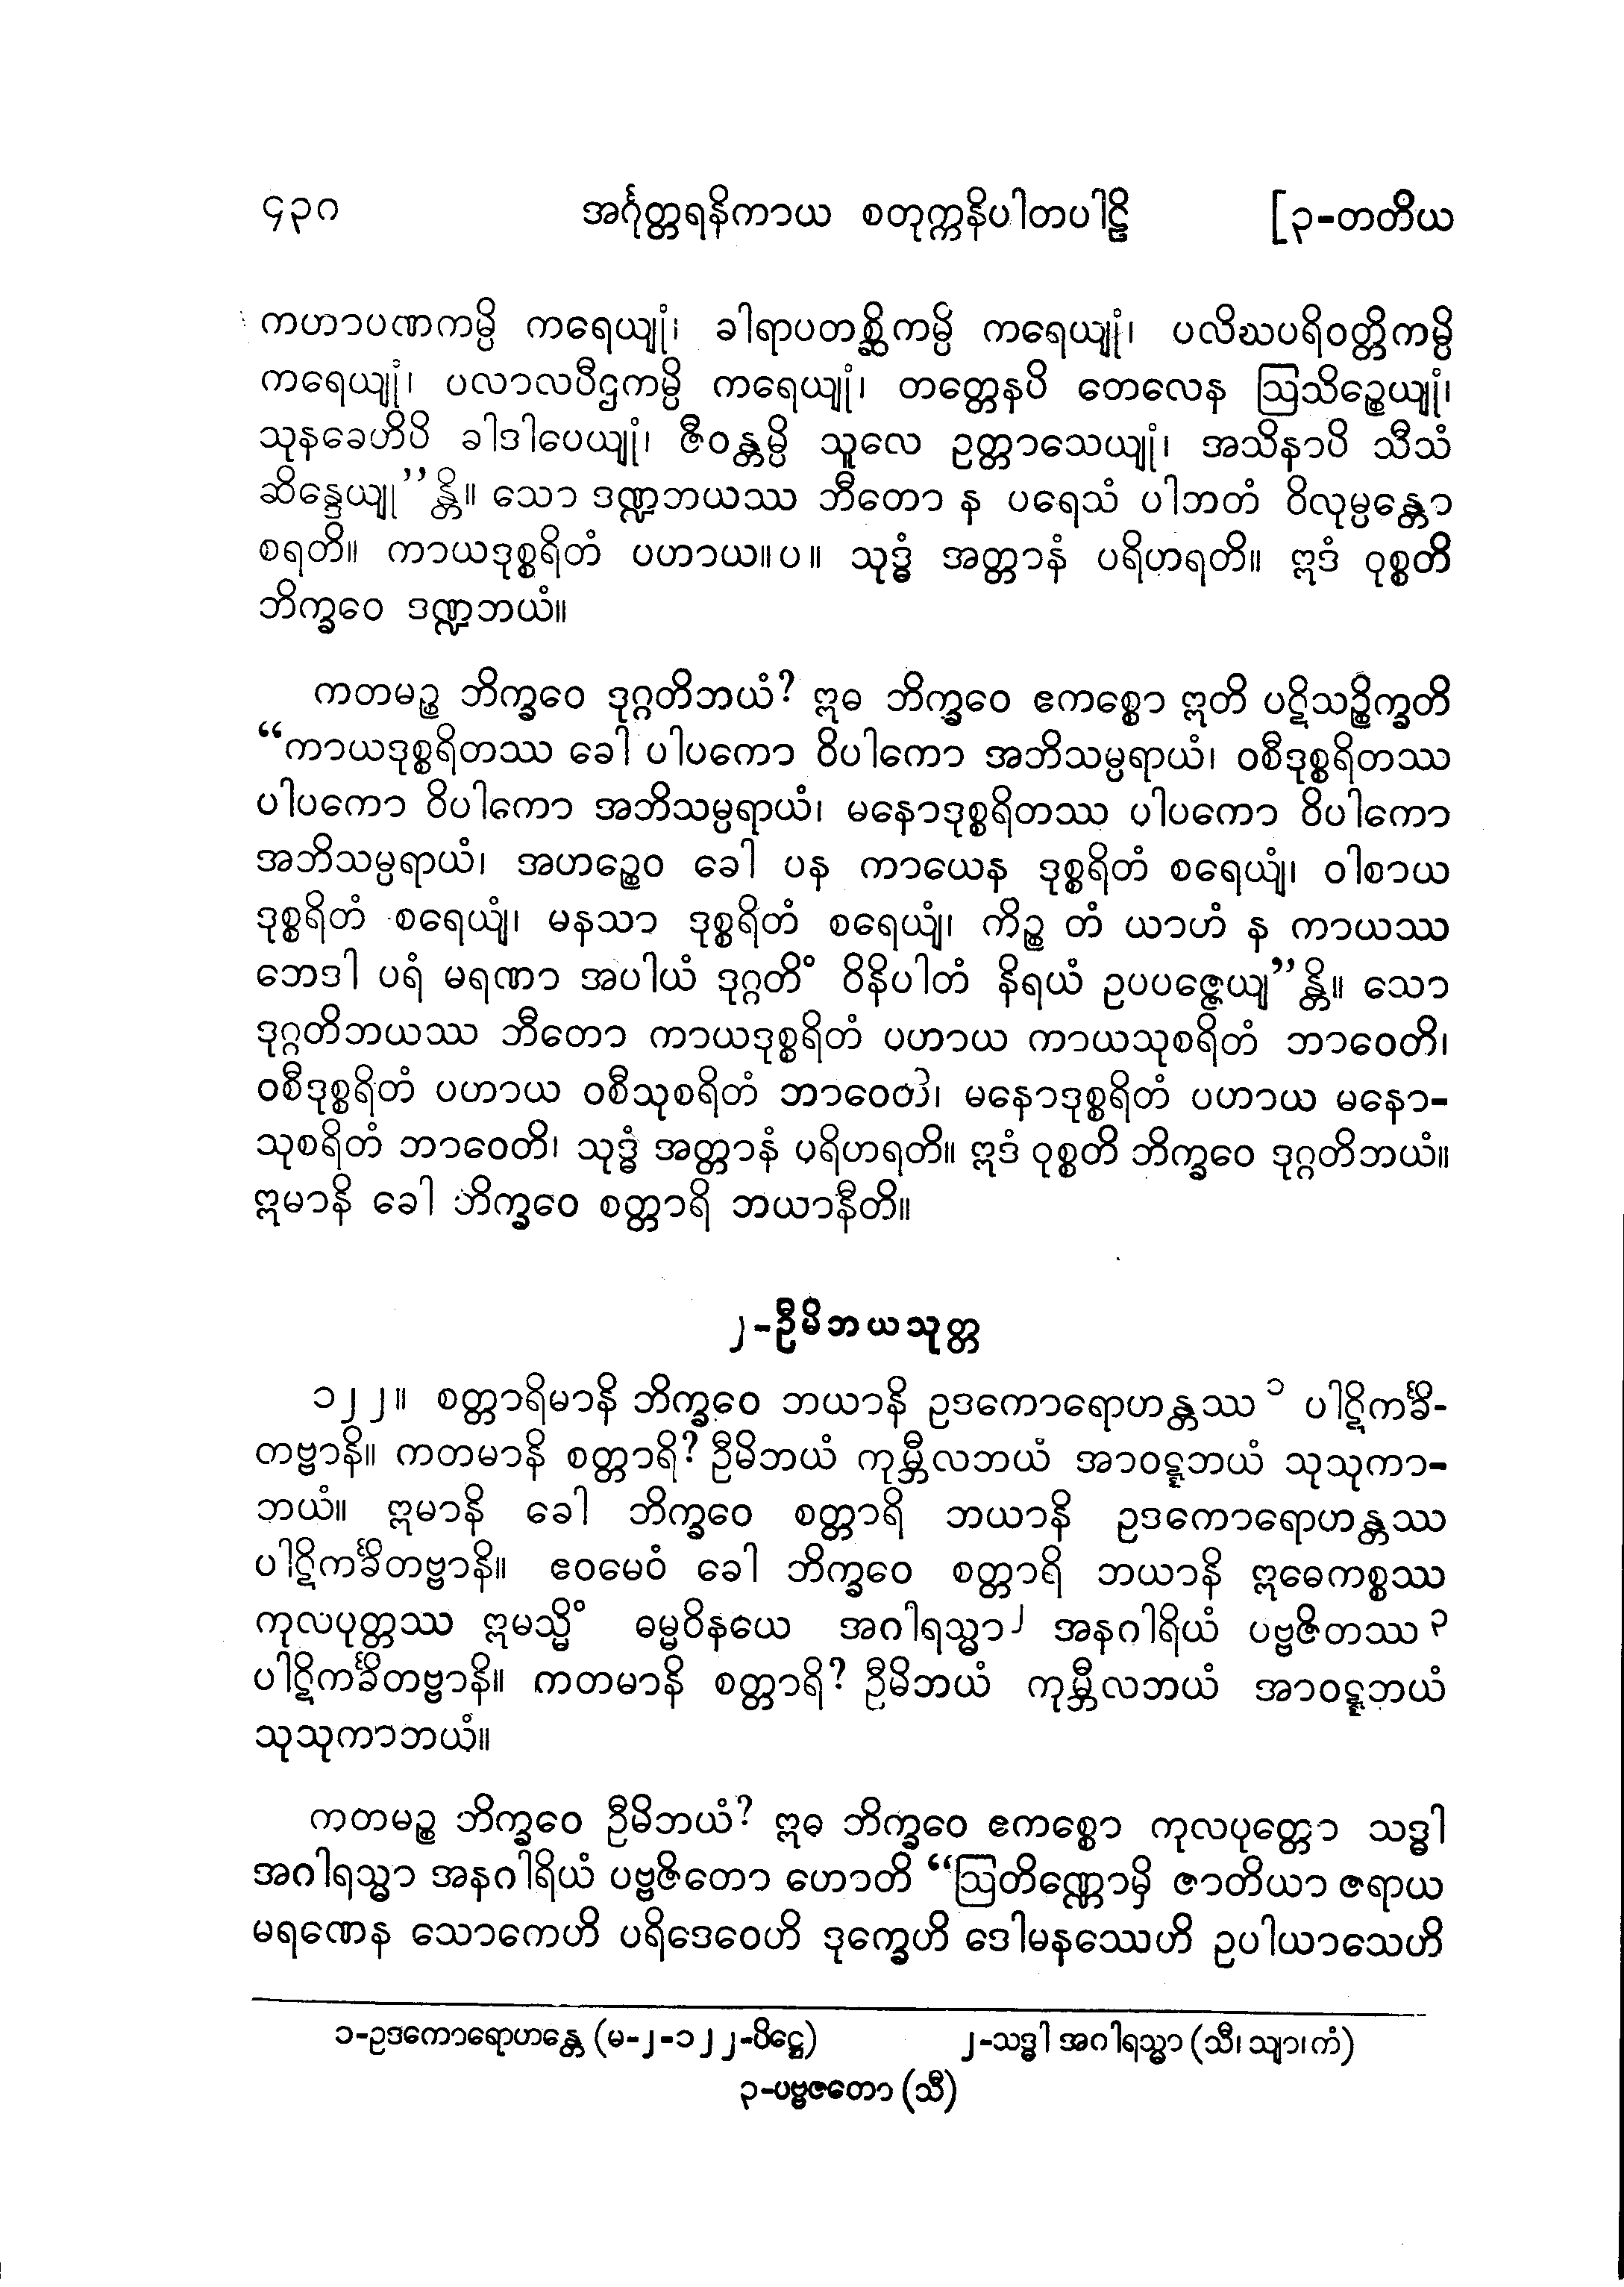 ၄၃၀ အင်္ဂုတ္တရနိကာယ စတုက္ကနိပါတပါဠိ [၃-တတိယ
ကဟာပဏကမ္ပိ ကရေယျုံ၊ ခါရာပတစ္ဆိကမ္ပိ ကရေယျုံ၊ ပလိဃပရိဝတ္တိကမ္ပိ
ကရေယျုံ၊ ပလာလပီဌကမ္ပိ ကရေယျုံ၊ တတ္တေနပိ တေလေန ဩသိဉ္စေယျုံ၊
သုနခေဟိပိ ခါဒါပေယျုံ၊ ဇီဝန္တမ္ပိ သူလေ ဥတ္တာသေယျုံ၊ အသိနာပိ သီသံ
ဆိန္ဒေယျု”န္တိ။ သော ဒဏ္ဍဘယဿ ဘီတော န ပရေသံ ပါဘတံ ဝိလုမ္ပန္တော
စရတိ။ ကာယဒုစ္စရိတံ ပဟာယ။ပ။ သုဒ္ဓံ အတ္တာနံ ပရိဟရတိ။ ဣဒံ ဝုစ္စတိ
ဘိက္ခဝေ ဒဏ္ဍဘယံ။
ကတမဉ္စ ဘိက္ခဝေ ဒုဂ္ဂတိဘယံ? ဣဓ ဘိက္ခဝေ ဧကစ္စော ဣတိ ပဋိသဉ္စိက္ခတိ
“ကာယဒုစ္စရိတဿ ခေါ ပါပကော ဝိပါကော အဘိသမ္ပရာယံ၊ ဝစီဒုစ္စရိတဿ
ပါပကော ဝိပါကော အဘိသမ္ပရာယံ၊ မနောဒုစ္စရိတဿ ပါပကော ဝိပါကော
အဘိသမ္ပရာယံ၊ အဟဉ္စေဝ ခေါ ပန ကာယေန ဒုစ္စရိတံ စရေယျံ၊ ဝါစာယ
ဒုစ္စရိတံ စရေယျံ၊ မနသာ ဒုစ္စရိတံ စရေယျံ၊ ကိဉ္စ တံ ယာဟံ န ကာယဿ
ဘေဒါ ပရံ မရဏာ အပါယံ ဒုဂ္ဂတိံ ဝိနိပါတံ နိရယံ ဥပပဇ္ဇေယျ”န္တိ။ သော
ဒုဂ္ဂတိဘယဿ ဘီတော ကာယဒုစ္စရိတံ ပဟာယ ကာယသုစရိတံ ဘာဝေတိ၊
ဝစီဒုစ္စရိတံ ပဟာယ ဝစီသုစရိတံ ဘာဝေတိ၊ မနောဒုစ္စရိတံ ပဟာယ မနော-
သုစရိတံ ဘာဝေတိ၊ သုဒ္ဓံ အတ္တာနံ ပရိဟရတိ။ ဣဒံ ဝုစ္စတိ ဘိက္ခဝေ ဒုဂ္ဂတိဘယံ။
ဣမာနိ ခေါ ဘိက္ခဝေ စတ္တာရိ ဘယာနီတိ။
၂-ဦမိဘယသုတ္တ
၁၂၂။ စတ္တာရိမာနိ ဘိက္ခဝေ ဘယာနိ ဥဒကောရောဟန္တဿ ၁ ပါဋိကင်္ခိ-
တဗ္ဗာနိ။ ကတမာနိ စတ္တာရိ? ဦမိဘယံ ကုမ္ဘီလဘယံ အာဝဋ္ဋဘယံ သုသုကာ-
ဘယံ။ ဣမာနိ ခေါ ဘိက္ခဝေ စတ္တာရိ ဘယာနိ ဥဒကောရောဟန္တဿ
ပါဋိကင်္ခိတဗ္ဗာနိ။ ဧဝမေဝံ ခေါ ဘိက္ခဝေ စတ္တာရိ ဘယာနိ ဣဓေကစ္စဿ
ကုလပုတ္တဿ ဣမသ္မိံ ဓမ္မဝိနယေ အဂါရသ္မာ ၂ အနဂါရိယံ ပဗ္ဗဇိတဿ ၃
ပါဋိကင်္ခိတဗ္ဗာနိ။ ကတမာနိ စတ္တာရိ? ဦမိဘယံ ကုမ္ဘီလဘယံ အာဝဋ္ဋဘယံ
သုသုကာဘယံ။
ကတမဉ္စ ဘိက္ခဝေ ဦမိဘယံ? ဣဓ ဘိက္ခဝေ ဧကစ္စော ကုလပုတ္တော သဒ္ဓါ
အဂါရသ္မာ အနဂါရိယံ ပဗ္ဗဇိတော ဟောတိ “ဩတိဏ္ဏောမှိ ဇာတိယာ ဇရာယ
မရဏေန သောကေဟိ ပရိဒေဝေဟိ ဒုက္ခေဟိ ဒေါမနဿေဟိ ဥပါယာသေဟိ
၁-ဥဒကောရောဟန္တေ (မ-၂-၁၂၂-ပိဋ္ဌေ) ၂-သဒ္ဓါ အဂါရသ္မာ (သီ၊ သျာ၊ ကံ)
၃-ပဗ္ဗဇတော (သီ)